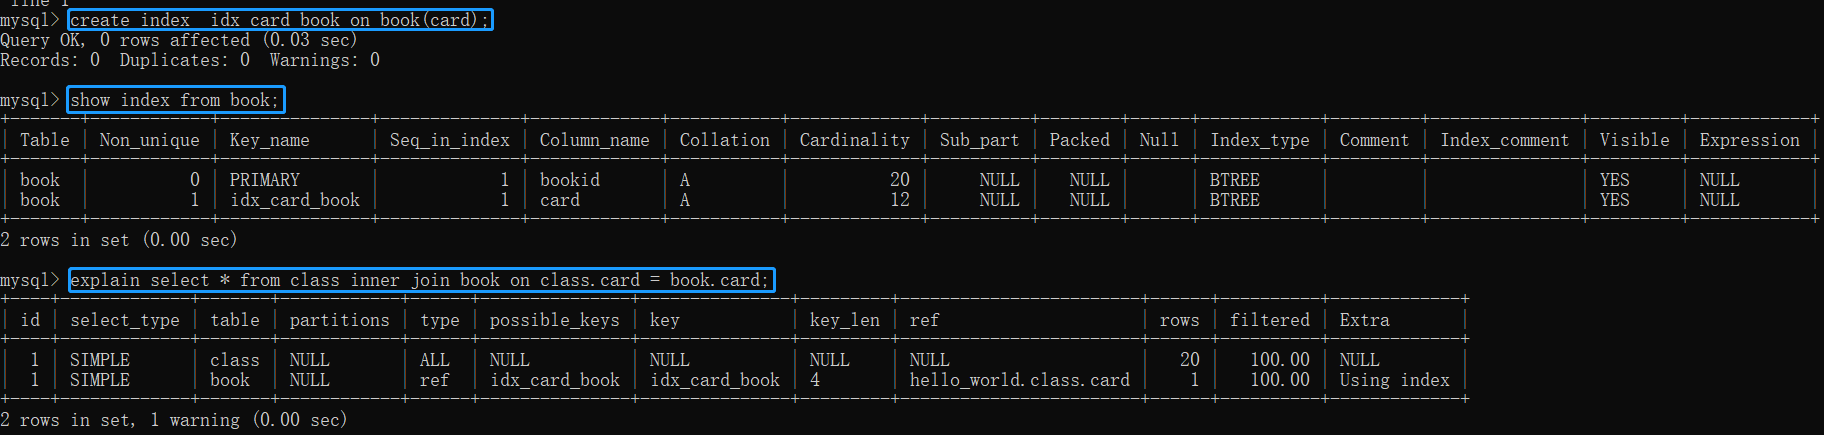 line 1
mysql> create index  idx_card_book on book(card);
Query OK, 0 rows affected (0.03 sec)
Records: 0  Duplicates: 0  Warnings: 0
mysql> show index from book;
+-------+------------+---------------+--------------+-------------+-----------+-------------+----------+--------+------+------------+---------+---------------+---------+------------+
| Table | Non_unique | Key_name      | Seq_in_index | Column_name | Collation | Cardinality | Sub_part | Packed | Null | Index_type | Comment | Index_comment | Visible | Expression |
+-------+------------+---------------+--------------+-------------+-----------+-------------+----------+--------+------+------------+---------+---------------+---------+------------+
| book  |          0 | PRIMARY       |            1 | bookid      | A         |          20 |     NULL |   NULL |      | BTREE      |         |               | YES     | NULL       |
| book  |          1 | idx_card_book |            1 | card        | A         |          12 |     NULL |   NULL |      | BTREE      |         |               | YES     | NULL       |
+-------+------------+---------------+--------------+-------------+-----------+-------------+----------+--------+------+------------+---------+---------------+---------+------------+
2 rows in set (0.00 sec)
mysql> explain select * from class inner join book on class.card = book.card;
+----+-------------+-------+------------+------+---------------+---------------+---------+------------------------+------+----------+-------------+
| id | select_type | table | partitions | type | possible_keys | key           | key_len | ref                    | rows | filtered | Extra       |
+----+-------------+-------+------------+------+---------------+---------------+---------+------------------------+------+----------+-------------+
|  1 | SIMPLE      | class | NULL       | ALL  | NULL          | NULL          | NULL    | NULL                   |   20 |   100.00 | NULL        |
|  1 | SIMPLE      | book  | NULL       | ref  | idx_card_book | idx_card_book | 4       | hello_world.class.card |    1 |   100.00 | Using index |
+----+-------------+-------+------------+------+---------------+---------------+---------+------------------------+------+----------+-------------+
2 rows in set, 1 warning (0.00 sec)